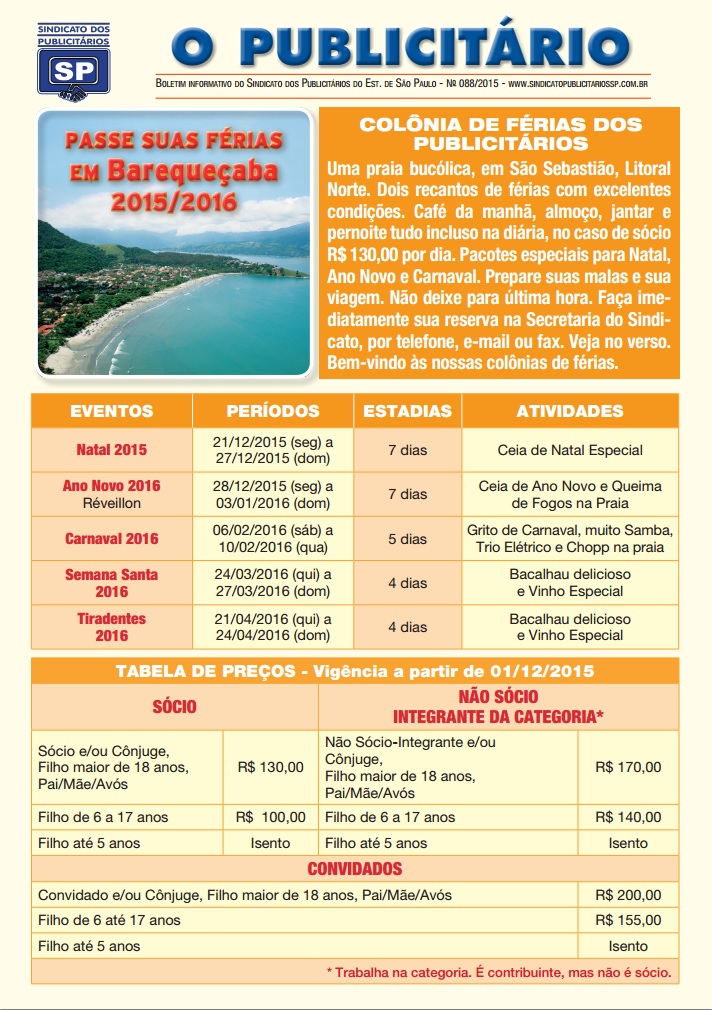 SINDICATO DOS
PUBLICITÁRIOS
SP
O PUBLICITÁRIO
BOLETIM INFORMATIVO DO SINDICATO DOS PUBLICITÁRIOS DO EST. DE SÃO PAULO - Nº 088/2015 - WWW.SINDICATOPUBLICITARIOSSP.COM.BR
PASSE SUAS FÉRIAS
EM Barequeçaba
2015/2016
COLÔNIA DE FÉRIAS DOS
PUBLICITÁRIOS
Uma praia bucólica, em São Sebastião, Litoral
Norte. Dois recantos de férias com excelentes
condições. Café da manhã, almoço, jantar e
pernoite tudo incluso na diária, no caso de sócio
R$ 130,00 por dia. Pacotes especiais para Natal,
Ano Novo e Carnaval. Prepare suas malas e sua
viagem. Não deixe para última hora. Faça ime-
diatamente sua reserva na Secretaria do Sindi-
cato, por telefone, e-mail ou fax. Veja no verso.
Bem-vindo às nossas colônias de férias.
EVENTOS PERÍODOS ESTADIAS ATIVIDADES
Natal 2015 21/12/2015 (seg) a 7 dias Ceia de Natal Especial
27/12/2015 (dom)
Ano Novo 2016 28/12/2015 (seg) a 7 dias Ceia de Ano Novo e Queima
Réveillon 03/01/2016 (dom) de Fogos na Praia
Carnaval 2016 06/02/2016 (sáb) a 5 dias Grito de Carnaval, muito Samba,
10/02/2016 (qua) Trio Elétrico e Chopp na praia
Semana Santa 24/03/2016 (qui) a 4 dias Bacalhau delicioso
2016 27/03/2016 (dom) e Vinho Especial
Tiradentes 21/04/2016 (qui) a 4 dias Bacalhau delicioso
2016 24/04/2016 (dom) e Vinho Especial
TABELA DE PREÇOS - Vigência a partir de 01/12/2015
SÓCIO
NÃO SÓCIO
INTEGRANTE DA CATEGORIA*
Sócio e/ou Cônjuge,
Filho maior de 18 anos,
Pai/Mãe/Avós
R$ 130,00
Não Sócio-Integrante e/ou
Cônjuge,
Filho maior de 18 anos,
Pai/Mãe/Avós
R$ 170,00
Filho de 6 a 17 anos R$ 100,00 Filho de 6 a 17 anos R$ 140,00
Filho até 5 anos Isento Filho até 5 anos Isento
CONVIDADOS
Convidado e/ou Cônjuge, Filho maior de 18 anos, Pai/Mãe/Avós R$ 200,00
Filho de 6 até 17 anos R$ 155,00
Filho até 5 anos Isento
* Trabalha na categoria. É contribuinte, mas não é sócio.